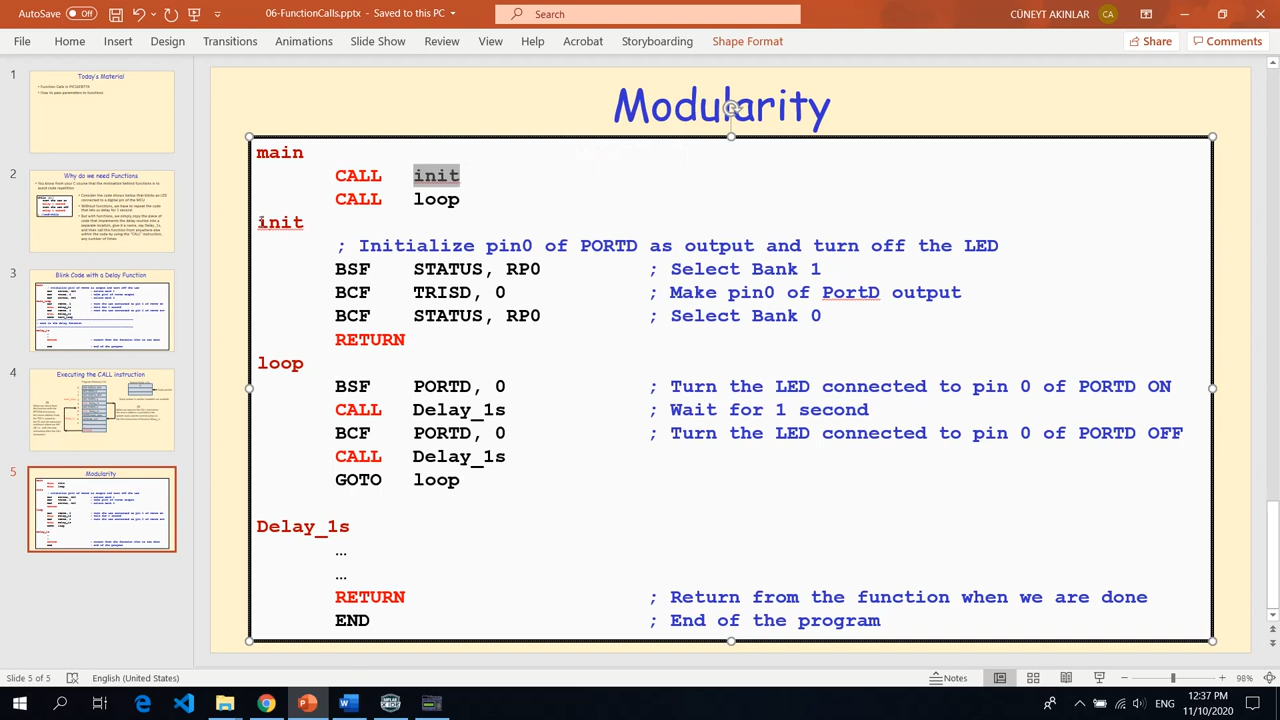 AutoSave Off 06-FunctionCalls.pptx - Saved to this PC Search CÜNEYT AKINLAR CA
File Home Insert Design Transitions Animations Slide Show Review View Help Acrobat Storyboarding Shape Format Share Comments
1
Today's Material
2
Why do we need Functions
3
Blink Code with a Delay Function
4
Executing the CALL instruction
5
Modularity
Modularity
main
CALL init
CALL loop
init
; Initialize pin0 of PORTD as output and turn off the LED
BSF STATUS, RP0 ; Select Bank 1
BCF TRISD, 0 ; Make pin0 of PortD output
BCF STATUS, RP0 ; Select Bank 0
RETURN
loop
BSF PORTD, 0 ; Turn the LED connected to pin 0 of PORTD ON
CALL Delay_1s ; Wait for 1 second
BCF PORTD, 0 ; Turn the LED connected to pin 0 of PORTD OFF
CALL Delay_1s
GOTO loop
Delay_1s
…
…
RETURN ; Return from the function when we are done
END ; End of the program
Slide 5 of 5 English (United States) Notes 98%
ENG 12:37 PM
11/10/2020